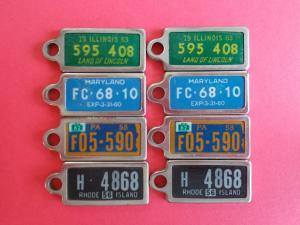 19 ILLINOIS 63
595 408
LAND OF LINCOLN
19 ILLINOIS 63
595 408
LAND OF LINCOLN
MARYLAND
FC·68·10
EXP·3·31·60
MARYLAND
FC·68·10
EXP·3·31·60
PA 58
F05·590
PA 58
F05·590
H 4868
RHODE 56 ISLAND
H 4868
RHODE 56 ISLAND